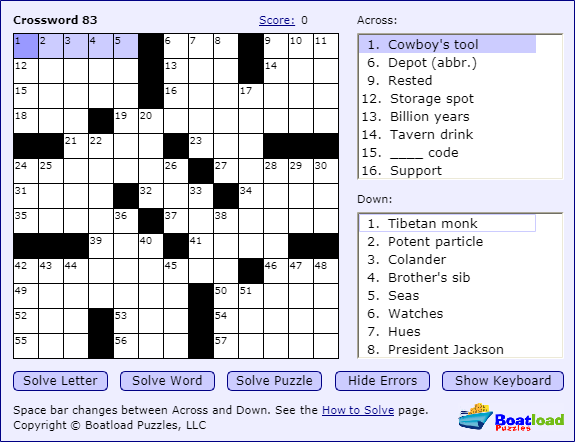 Crossword 83
Score: 0
1 2 3 4 5 6 7 8 9 10 11
12 13 14
15 16 17
18 19 20
21 22 23
24 25 26 27 28 29 30
31 32 33 34
35 36 37 38
39 40 41
42 43 44 45 46 47 48
49 50 51
52 53 54
55 56 57
Across:
1. Cowboy's tool
6. Depot (abbr.)
9. Rested
12. Storage spot
13. Billion years
14. Tavern drink
15. ____ code
16. Support
Down:
1. Tibetan monk
2. Potent particle
3. Colander
4. Brother's sib
5. Seas
6. Watches
7. Hues
8. President Jackson
Solve Letter Solve Word Solve Puzzle Hide Errors Show Keyboard
Space bar changes between Across and Down. See the How to Solve page.
Copyright © Boatload Puzzles, LLC
Boatload
Puzzles